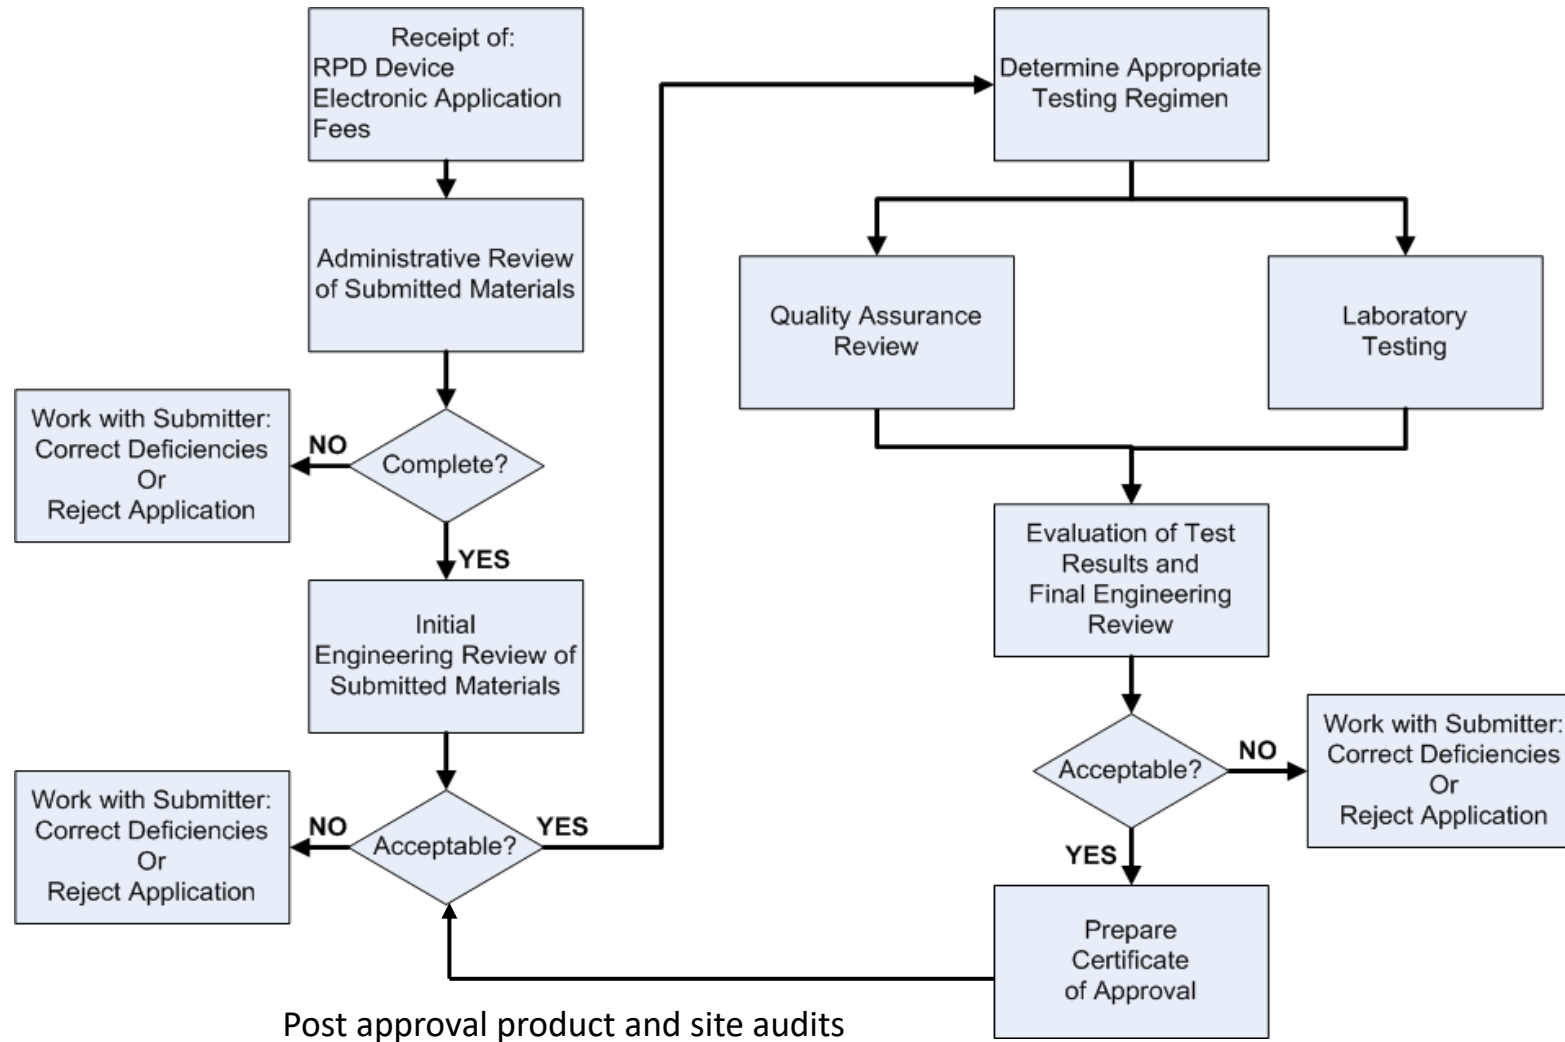 Receipt of:
RPD Device
Electronic Application
Fees
Administrative Review
of Submitted Materials
Complete?
NO
Work with Submitter:
Correct Deficiencies
Or
Reject Application
YES
Initial
Engineering Review of
Submitted Materials
Acceptable?
NO
Work with Submitter:
Correct Deficiencies
Or
Reject Application
YES
Determine Appropriate
Testing Regimen
Quality Assurance
Review
Laboratory
Testing
Evaluation of Test
Results and
Final Engineering
Review
Acceptable?
NO
Work with Submitter:
Correct Deficiencies
Or
Reject Application
YES
Prepare
Certificate
of Approval
Post approval product and site audits